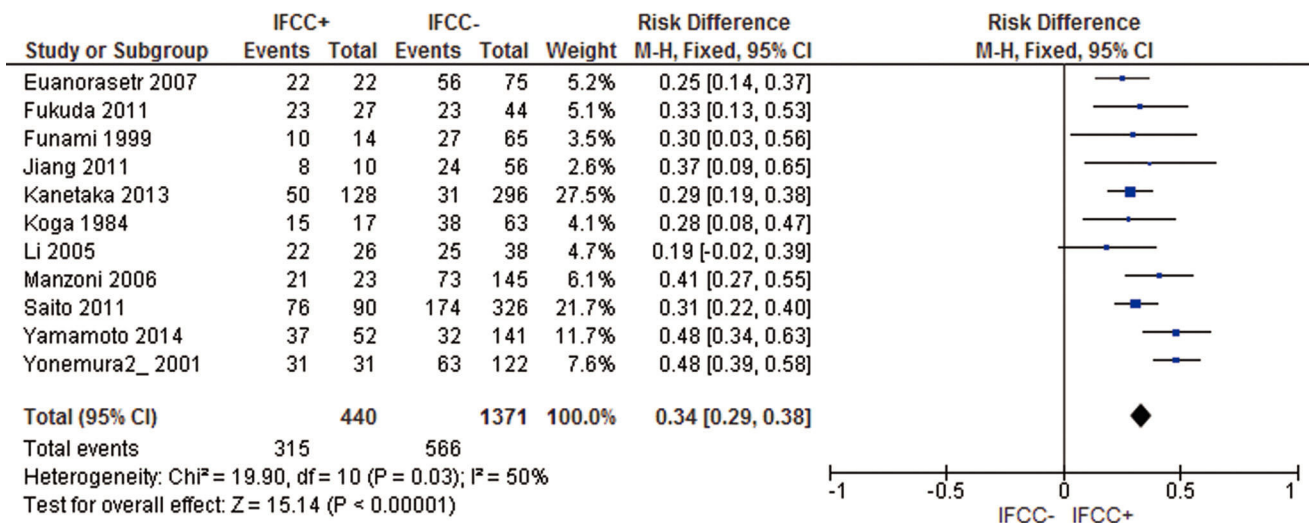 IFCC+ IFCC- Risk Difference Risk Difference
Study or Subgroup Events Total Events Total Weight M-H, Fixed, 95% CI M-H, Fixed, 95% CI
Euanorasetr 2007 22 22 56 75 5.2% 0.25 [0.14, 0.37]
Fukuda 2011 23 27 23 44 5.1% 0.33 [0.13, 0.53]
Funami 1999 10 14 27 65 3.5% 0.30 [0.03, 0.56]
Jiang 2011 8 10 24 56 2.6% 0.37 [0.09, 0.65]
Kanetaka 2013 50 128 31 296 27.5% 0.29 [0.19, 0.38]
Koga 1984 15 17 38 63 4.1% 0.28 [0.08, 0.47]
Li 2005 22 26 25 38 4.7% 0.19 [-0.02, 0.39]
Manzoni 2006 21 23 73 145 6.1% 0.41 [0.27, 0.55]
Saito 2011 76 90 174 326 21.7% 0.31 [0.22, 0.40]
Yamamoto 2014 37 52 32 141 11.7% 0.48 [0.34, 0.63]
Yonemura2_ 2001 31 31 63 122 7.6% 0.48 [0.39, 0.58]
Total (95% CI) 440 1371 100.0% 0.34 [0.29, 0.38]
Total events 315 566
Heterogeneity: Chi² = 19.90, df = 10 (P = 0.03); I² = 50%
Test for overall effect: Z = 15.14 (P < 0.00001)
-1 -0.5 0 0.5 1
IFCC- IFCC+